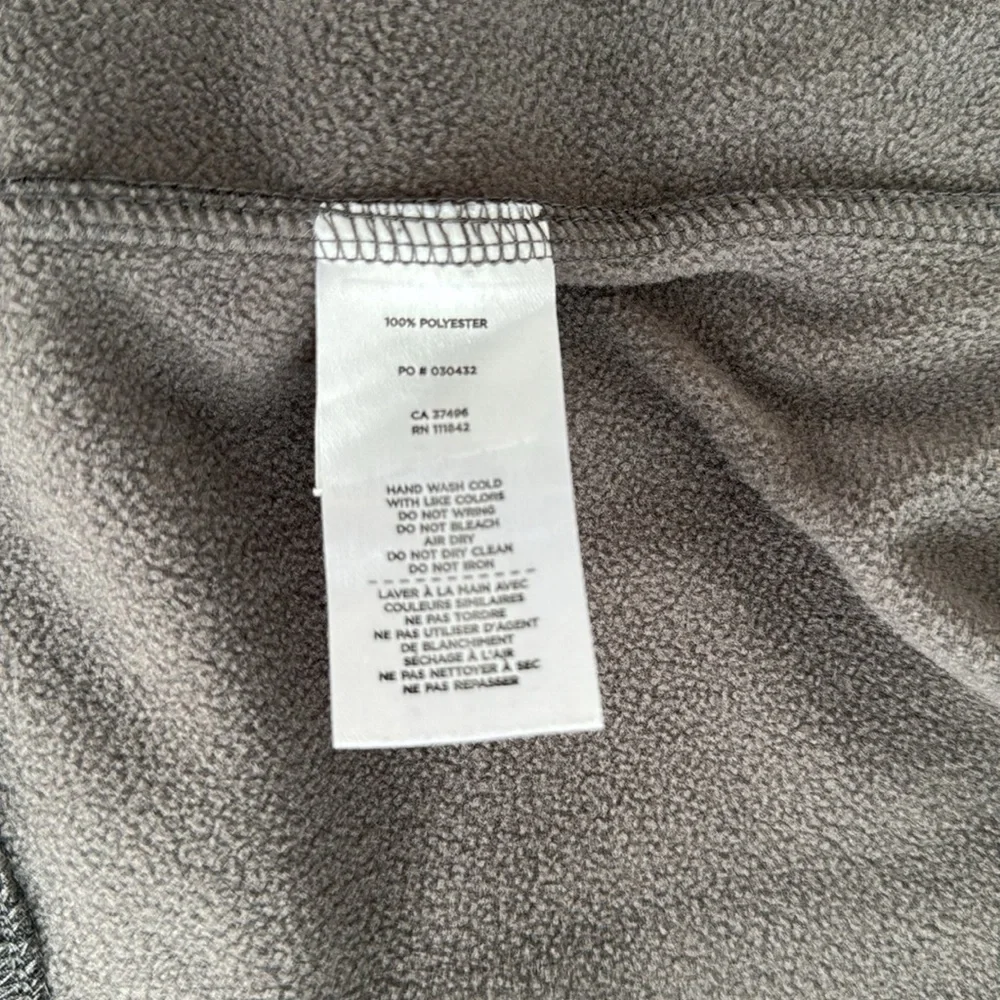 100% POLYESTER
PO # 030432
CA 37496
RN 111842
HAND WASH COLD
WITH LIKE COLORS
DO NOT WRING
DO NOT BLEACH
AIR DRY
DO NOT DRY CLEAN
DO NOT IRON
LAVER À LA MAIN AVEC
COULEURS SIMILAIRES
NE PAS TORDRE
NE PAS UTILISER D'AGENT
DE BLANCHIMENT
SÉCHAGE À L'AIR
NE PAS NETTOYER À SEC
NE PAS REPASSER